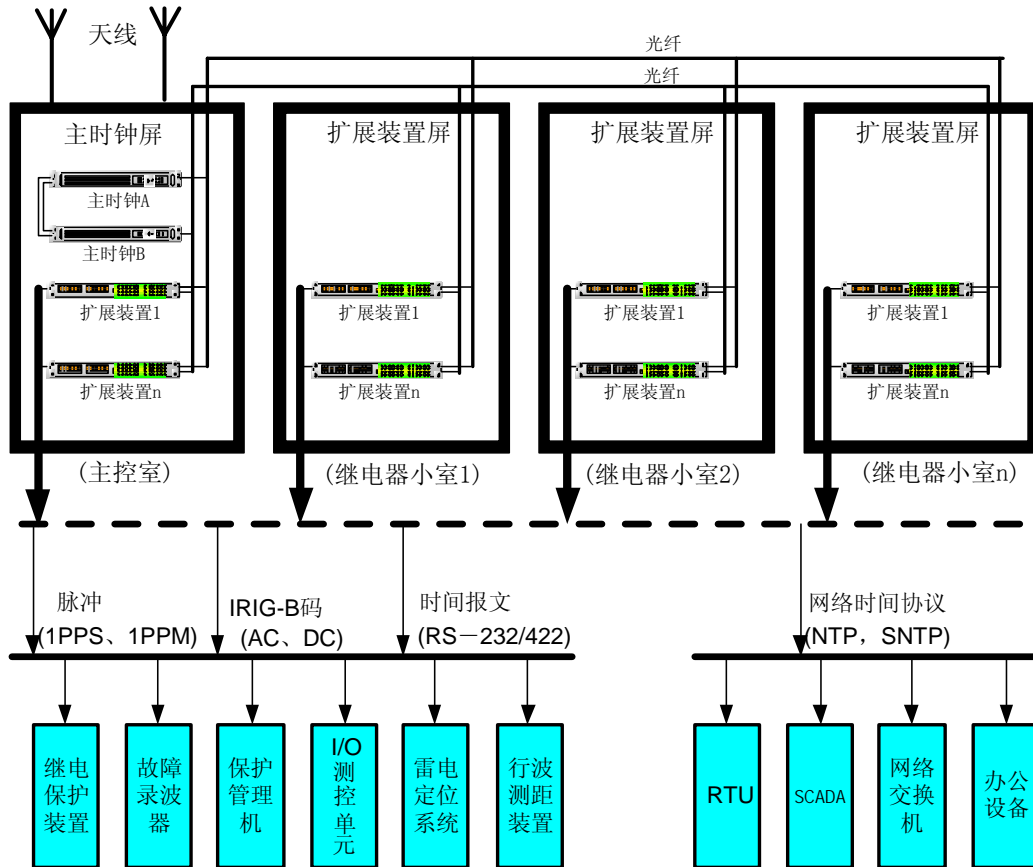 天线
光纤
光纤
主时钟屏
扩展装置屏
扩展装置屏
扩展装置屏
主时钟A
主时钟B
扩展装置1
扩展装置1
扩展装置1
扩展装置1
扩展装置n
扩展装置n
扩展装置n
扩展装置n
(主控室)
(继电器小室1)
(继电器小室2)
(继电器小室n)
脉冲
(1PPS、1PPM)
IRIG-B码
(AC、DC)
时间报文
(RS－232/422)
网络时间协议
(NTP，SNTP)
继电
保护
装置
故障
录波
器
保护
管理
机
I/O
测
控
单
元
雷电
定位
系统
行波
测距
装置
RTU
SCADA
网络
交换
机
办公
设备